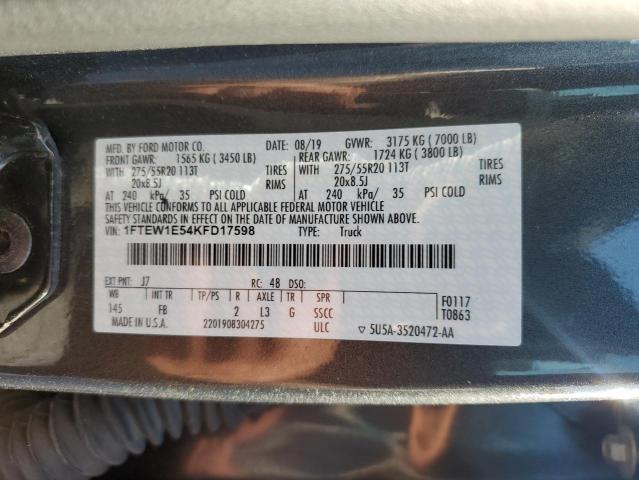 MFD. BY FORD MOTOR CO. 08/19 GVWR: 3175 KG ( 7000 LB)
FRONT GAWR: 1565 KG ( 3450 LB) REAR GAWR: 1724 KG ( 3800 LB)
WITH 275/55R20 113T TIRES WITH 275/55R20 113T TIRES
20x8.5J RIMS 20x8.5J RIMS
AT 240 kPa/ 35 PSI COLD AT 240 kPa/ 35 PSI COLD
THIS VEHICLE CONFORMS TO ALL APPLICABLE FEDERAL MOTOR VEHICLE
SAFETY STANDARDS IN EFFECT ON THE DATE OF MANUFACTURE SHOWN ABOVE.
1FTEW1E54KFD17598 TYPE: Truck
EXT PNT: J7 RC: 48 DSO:
WB INT TR TP/PS R AXLE TR SPR F0117
145 FB 2 L3 G SSCC T0863
MADE IN U.S.A. 2201908304275 ULC ▽ 5U5A-3520472-AA